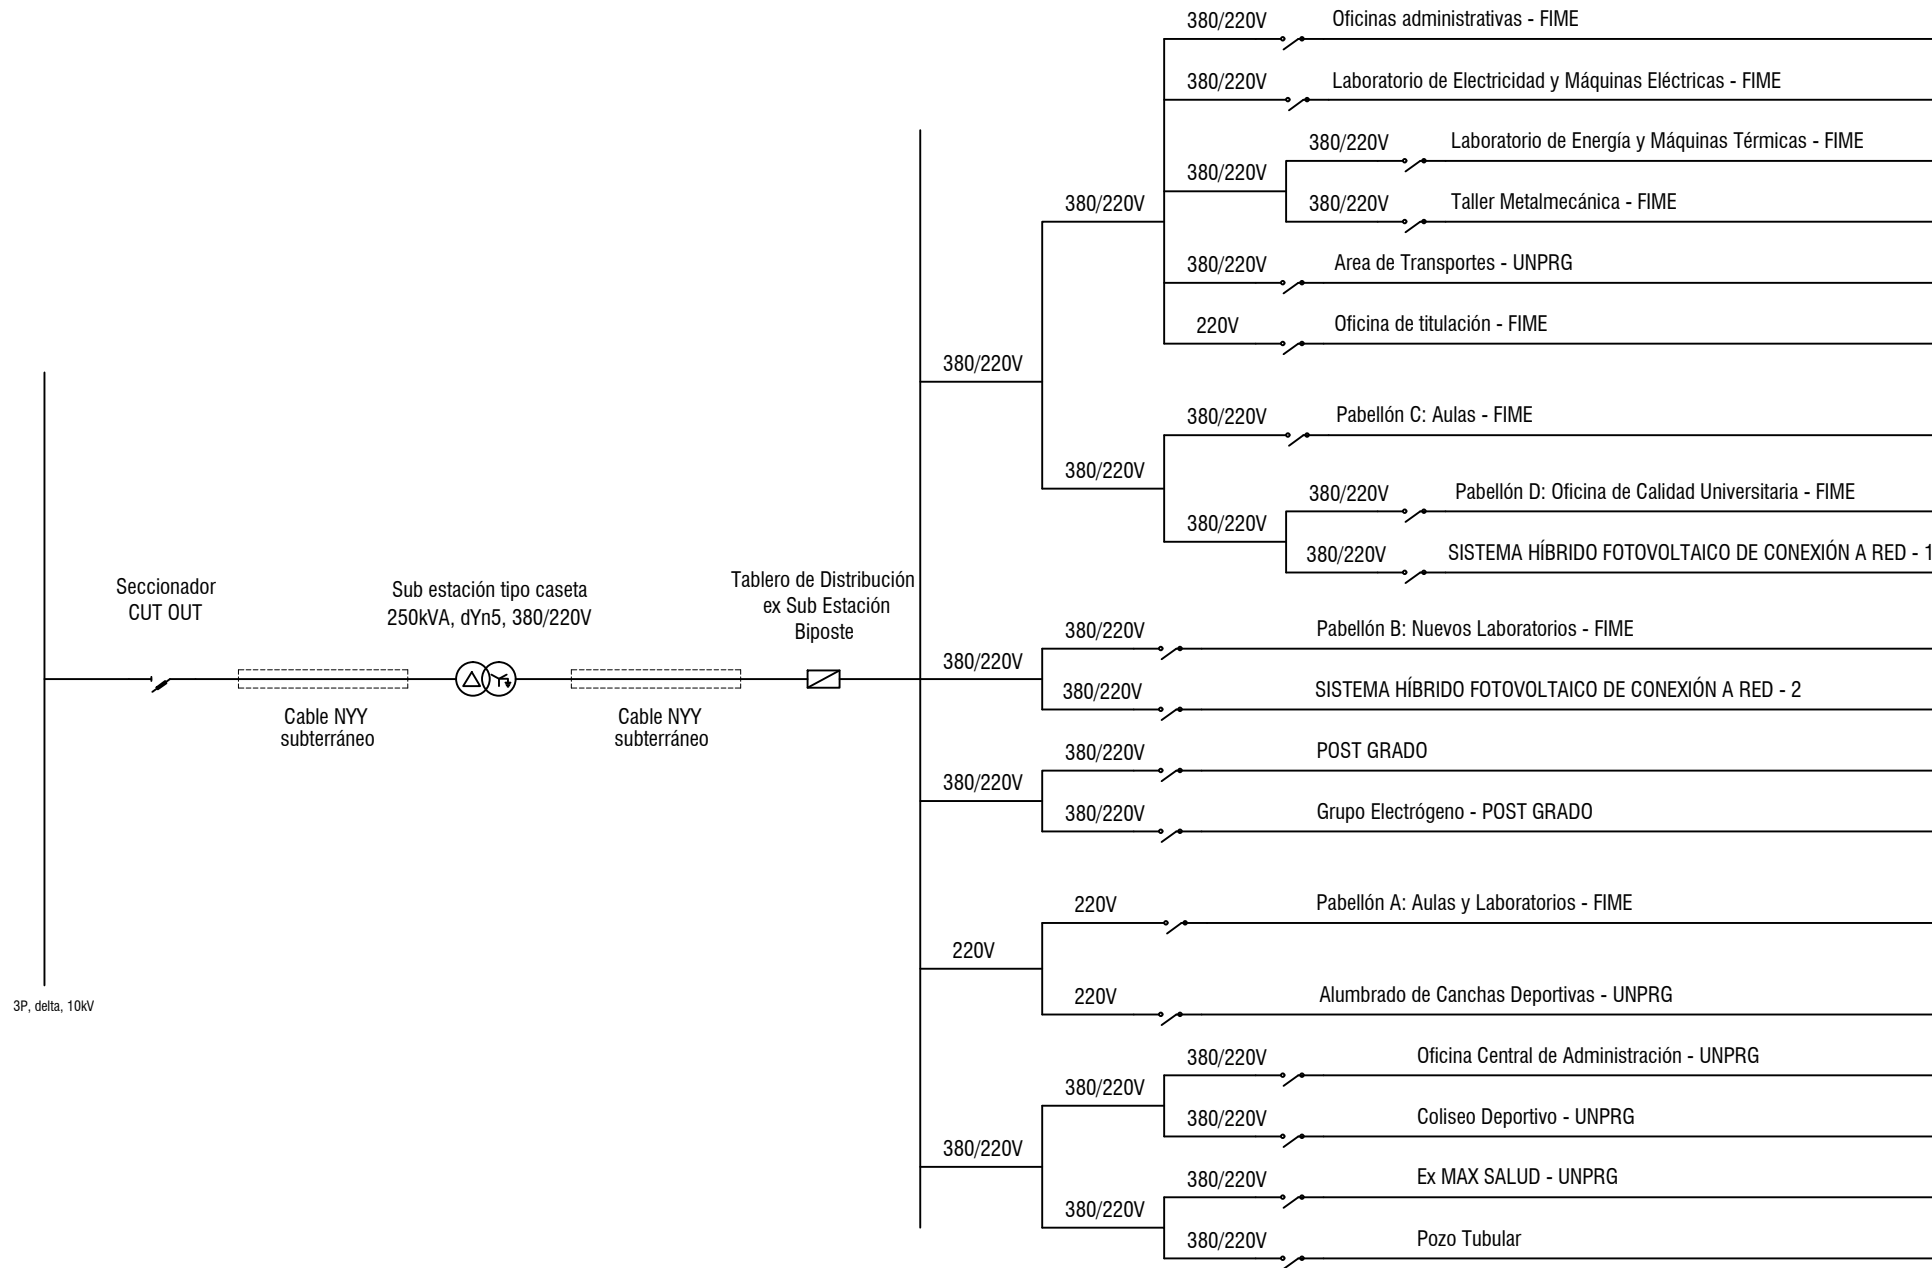 380/220V
Oficinas administrativas - FIME
380/220V
Laboratorio de Electricidad y Máquinas Eléctricas - FIME
380/220V
Laboratorio de Energía y Máquinas Térmicas - FIME
380/220V
380/220V
Taller Metalmecánica - FIME
380/220V
380/220V
Area de Transportes - UNPRG
220V
Oficina de titulación - FIME
380/220V
380/220V
Pabellón C: Aulas - FIME
380/220V
380/220V
Pabellón D: Oficina de Calidad Universitaria - FIME
380/220V
380/220V
SISTEMA HÍBRIDO FOTOVOLTAICO DE CONEXIÓN A RED - 1
Seccionador
CUT OUT
Sub estación tipo caseta
250kVA, dYn5, 380/220V
Tablero de Distribución
ex Sub Estación
Biposte
Cable NYY
subterráneo
Cable NYY
subterráneo
3P, delta, 10kV
380/220V
Pabellón B: Nuevos Laboratorios - FIME
380/220V
380/220V
SISTEMA HÍBRIDO FOTOVOLTAICO DE CONEXIÓN A RED - 2
380/220V
POST GRADO
380/220V
380/220V
Grupo Electrógeno - POST GRADO
220V
Pabellón A: Aulas y Laboratorios - FIME
220V
220V
Alumbrado de Canchas Deportivas - UNPRG
380/220V
Oficina Central de Administración - UNPRG
380/220V
380/220V
Coliseo Deportivo - UNPRG
380/220V
380/220V
Ex MAX SALUD - UNPRG
380/220V
380/220V
Pozo Tubular